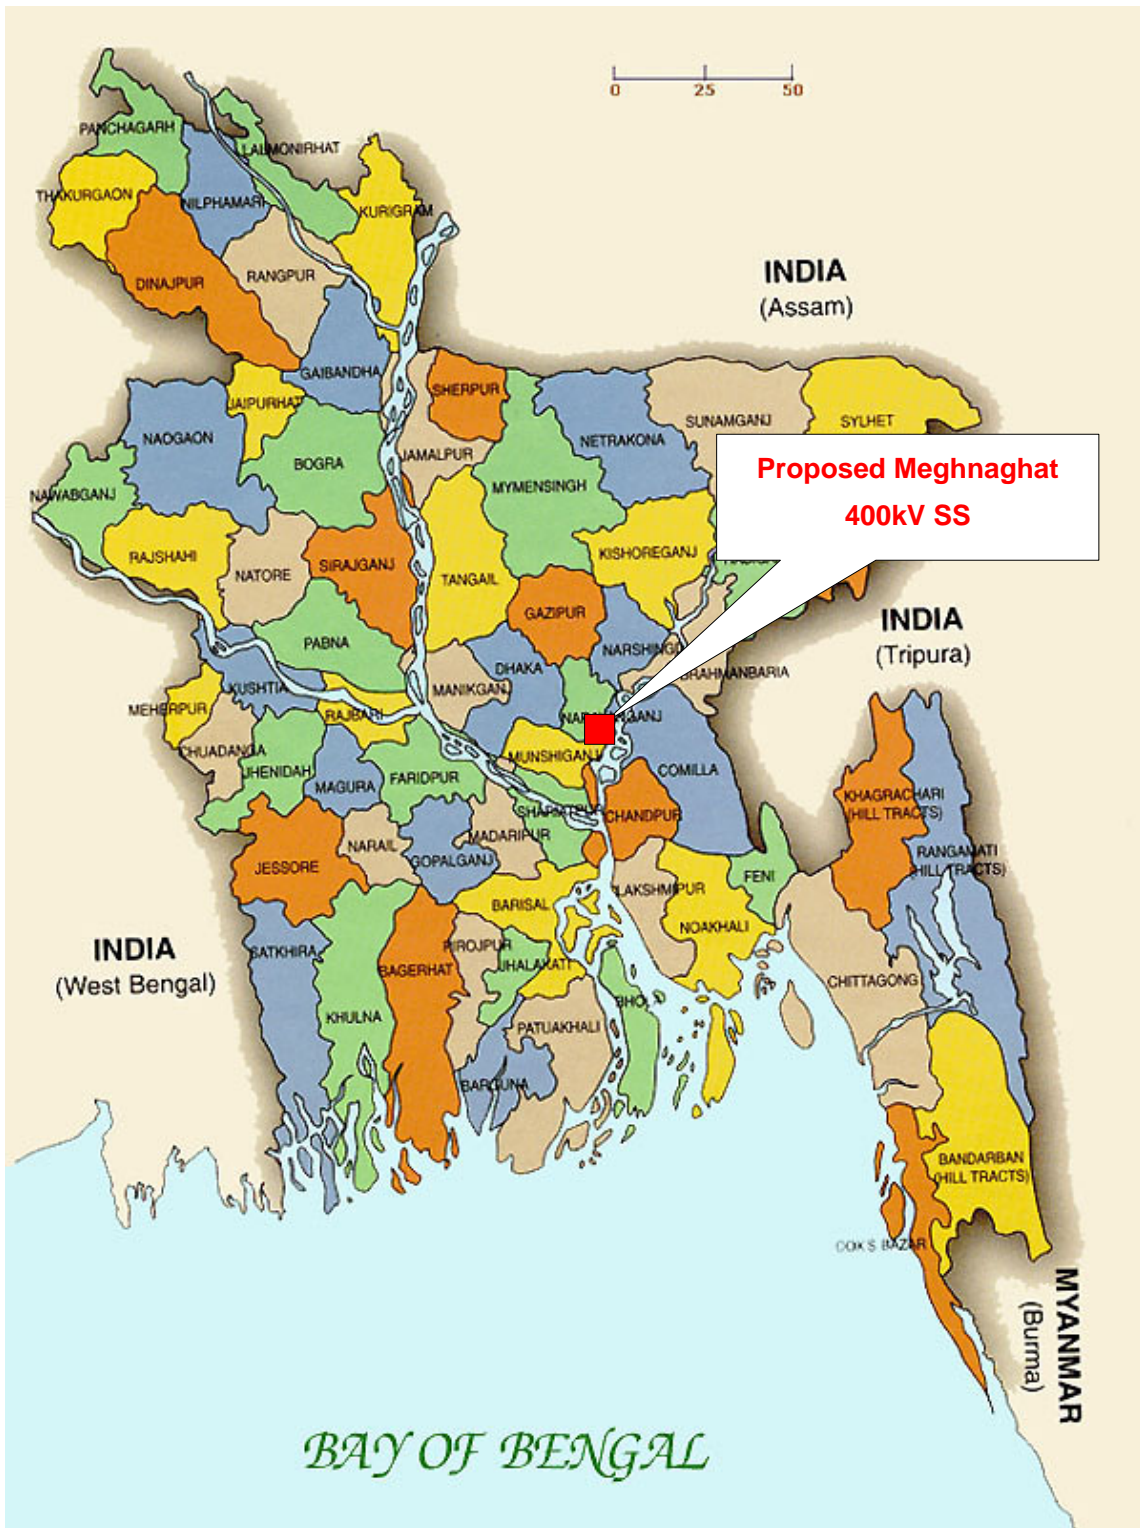 0 25 50
PANCHAGARH
LALMONIRHAT
THAKURGAON
NILPHAMARI
KURIGRAM
DINAJPUR
RANGPUR
INDIA
(Assam)
GAIBANDHA
SHERPUR
JAIPURHAT
SUNAMGANJ
SYLHET
NAOGAON
NETRAKONA
BOGRA
JAMALPUR
MYMENSINGH
Proposed Meghnaghat
400kV SS
NAWABGANJ
RAJSHAHI
NATORE
SIRAJGANJ
TANGAIL
KISHOREGANJ
GAZIPUR
INDIA
(Tripura)
PABNA
DHAKA
NARSHINGDI
BRAHMANBARIA
KUSHTIA
MANIKGANJ
MEHERPUR
RAJBARI
CHUADANGA
MUNSHIGANJ
JHENIDAH
MAGURA
FARIDPUR
COMILLA
SHARIATPUR
CHANDPUR
KHAGRACHARI
(HILL TRACTS)
NARAIL
MADARIPUR
GOPALGANJ
JESSORE
RANGAMATI
(HILL TRACTS)
FENI
LAKSHMIPUR
BARISAL
NOAKHALI
INDIA
(West Bengal)
SATKHIRA
PIROJPUR
BAGERHAT
JHALAKATI
CHITTAGONG
BHOLA
KHULNA
PATUAKHALI
BARGUNA
BANDARBAN
(HILL TRACTS)
COX'S BAZAR
MYANMAR
(Burma)
BAY OF BENGAL